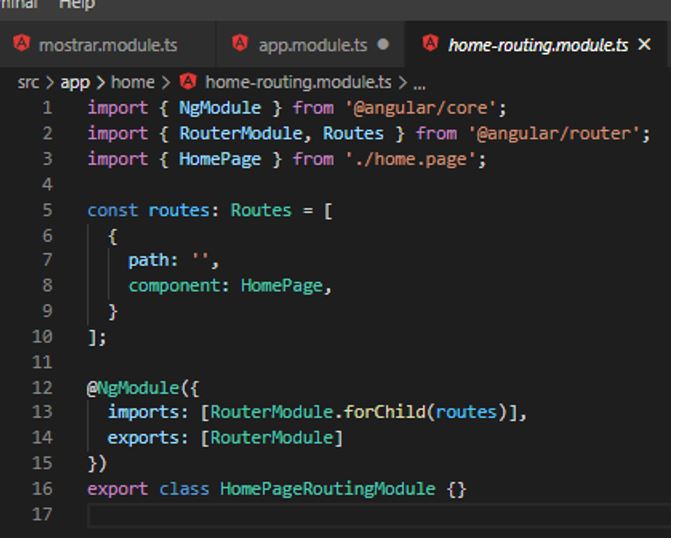 Help
mostrar.module.ts app.module.ts ● home-routing.module.ts ×
src > app > home > home-routing.module.ts > ...
1 import { NgModule } from '@angular/core';
2 import { RouterModule, Routes } from '@angular/router';
3 import { HomePage } from './home.page';
4
5 const routes: Routes = [
6   {
7     path: '',
8     component: HomePage,
9   }
10 ];
11
12 @NgModule({
13   imports: [RouterModule.forChild(routes)],
14   exports: [RouterModule]
15 })
16 export class HomePageRoutingModule {}
17